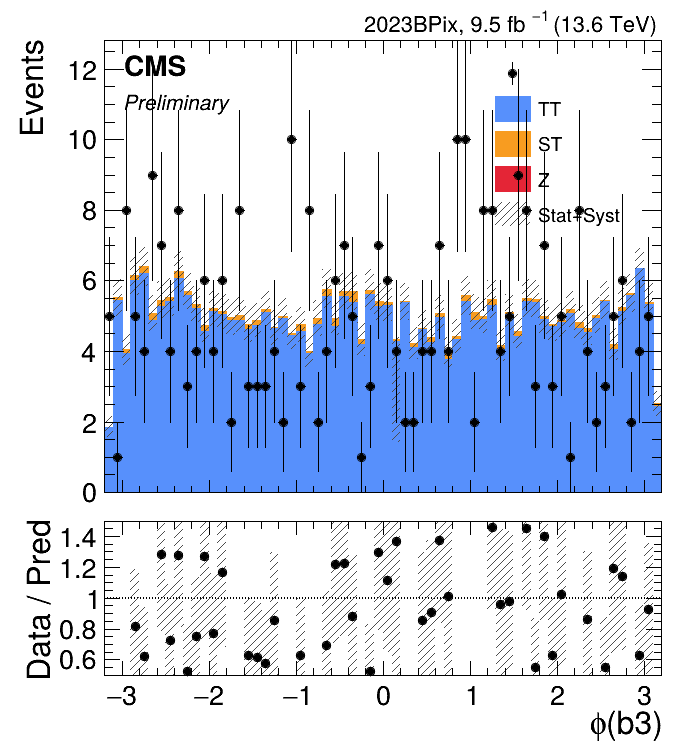 2023BPix, 9.5 fb⁻¹ (13.6 TeV)
CMS
Preliminary
Events
12
10
8
6
4
2
0
TT
ST
Z
Stat+Syst
Data / Pred
1.4
1.2
1
0.8
0.6
−3 −2 −1 0 1 2 3
ϕ(b3)